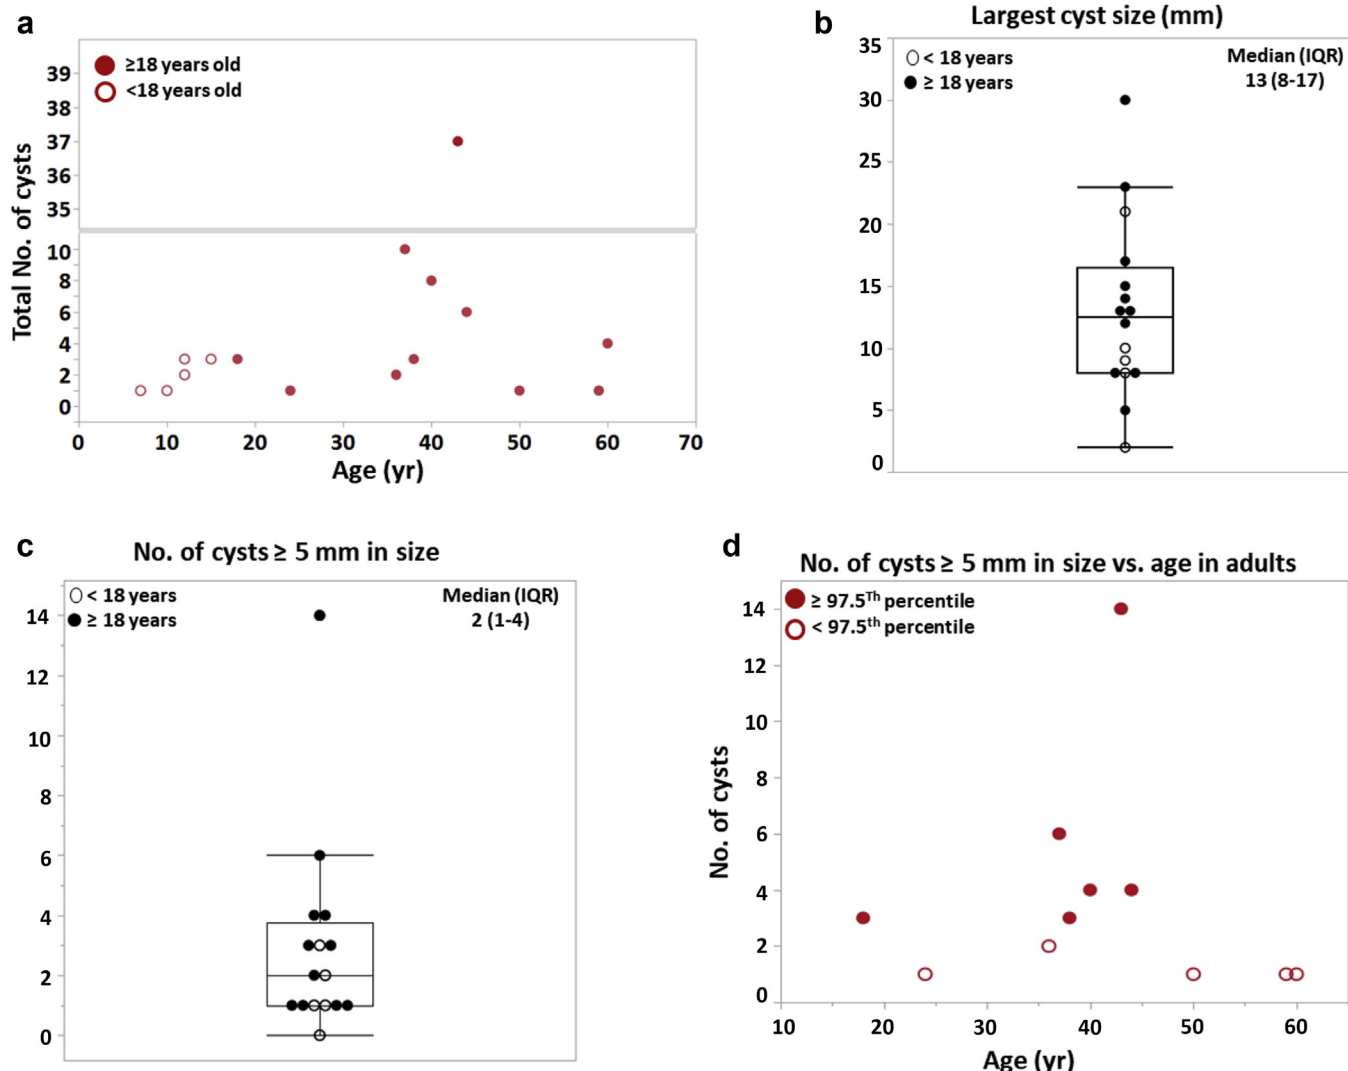 a
≥18 years old
<18 years old
39
38
37
36
35
10
8
6
4
2
0
Total No. of cysts
0 10 20 30 40 50 60 70
Age (yr)
b
Largest cyst size (mm)
< 18 years
≥ 18 years
Median (IQR)
13 (8-17)
35
30
25
20
15
10
5
0
c
No. of cysts ≥ 5 mm in size
< 18 years
≥ 18 years
Median (IQR)
2 (1-4)
14
12
10
8
6
4
2
0
d
No. of cysts ≥ 5 mm in size vs. age in adults
≥ 97.5Th percentile
< 97.5th percentile
14
12
10
8
6
4
2
0
No. of cysts
10 20 30 40 50 60
Age (yr)